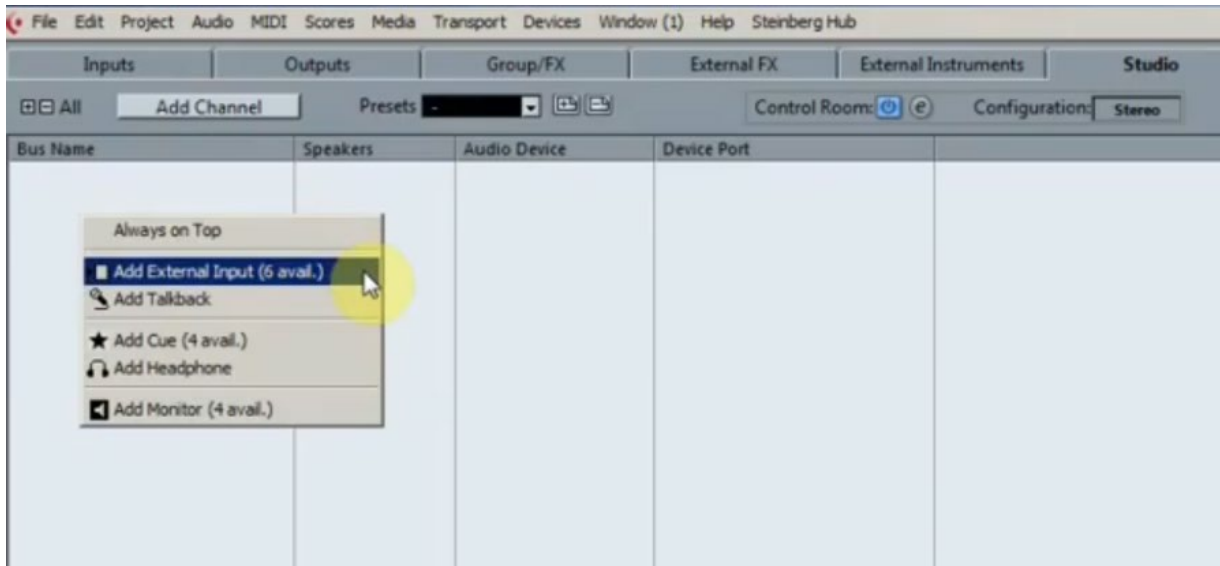 File Edit Project Audio MIDI Scores Media Transport Devices Window (1) Help Steinberg Hub
Inputs Outputs Group/FX External FX External Instruments Studio
All Add Channel Presets - Control Room: e Configuration: Stereo
Bus Name Speakers Audio Device Device Port
Always on Top
Add External Input (6 avail.)
Add Talkback
Add Cue (4 avail.)
Add Headphone
Add Monitor (4 avail.)